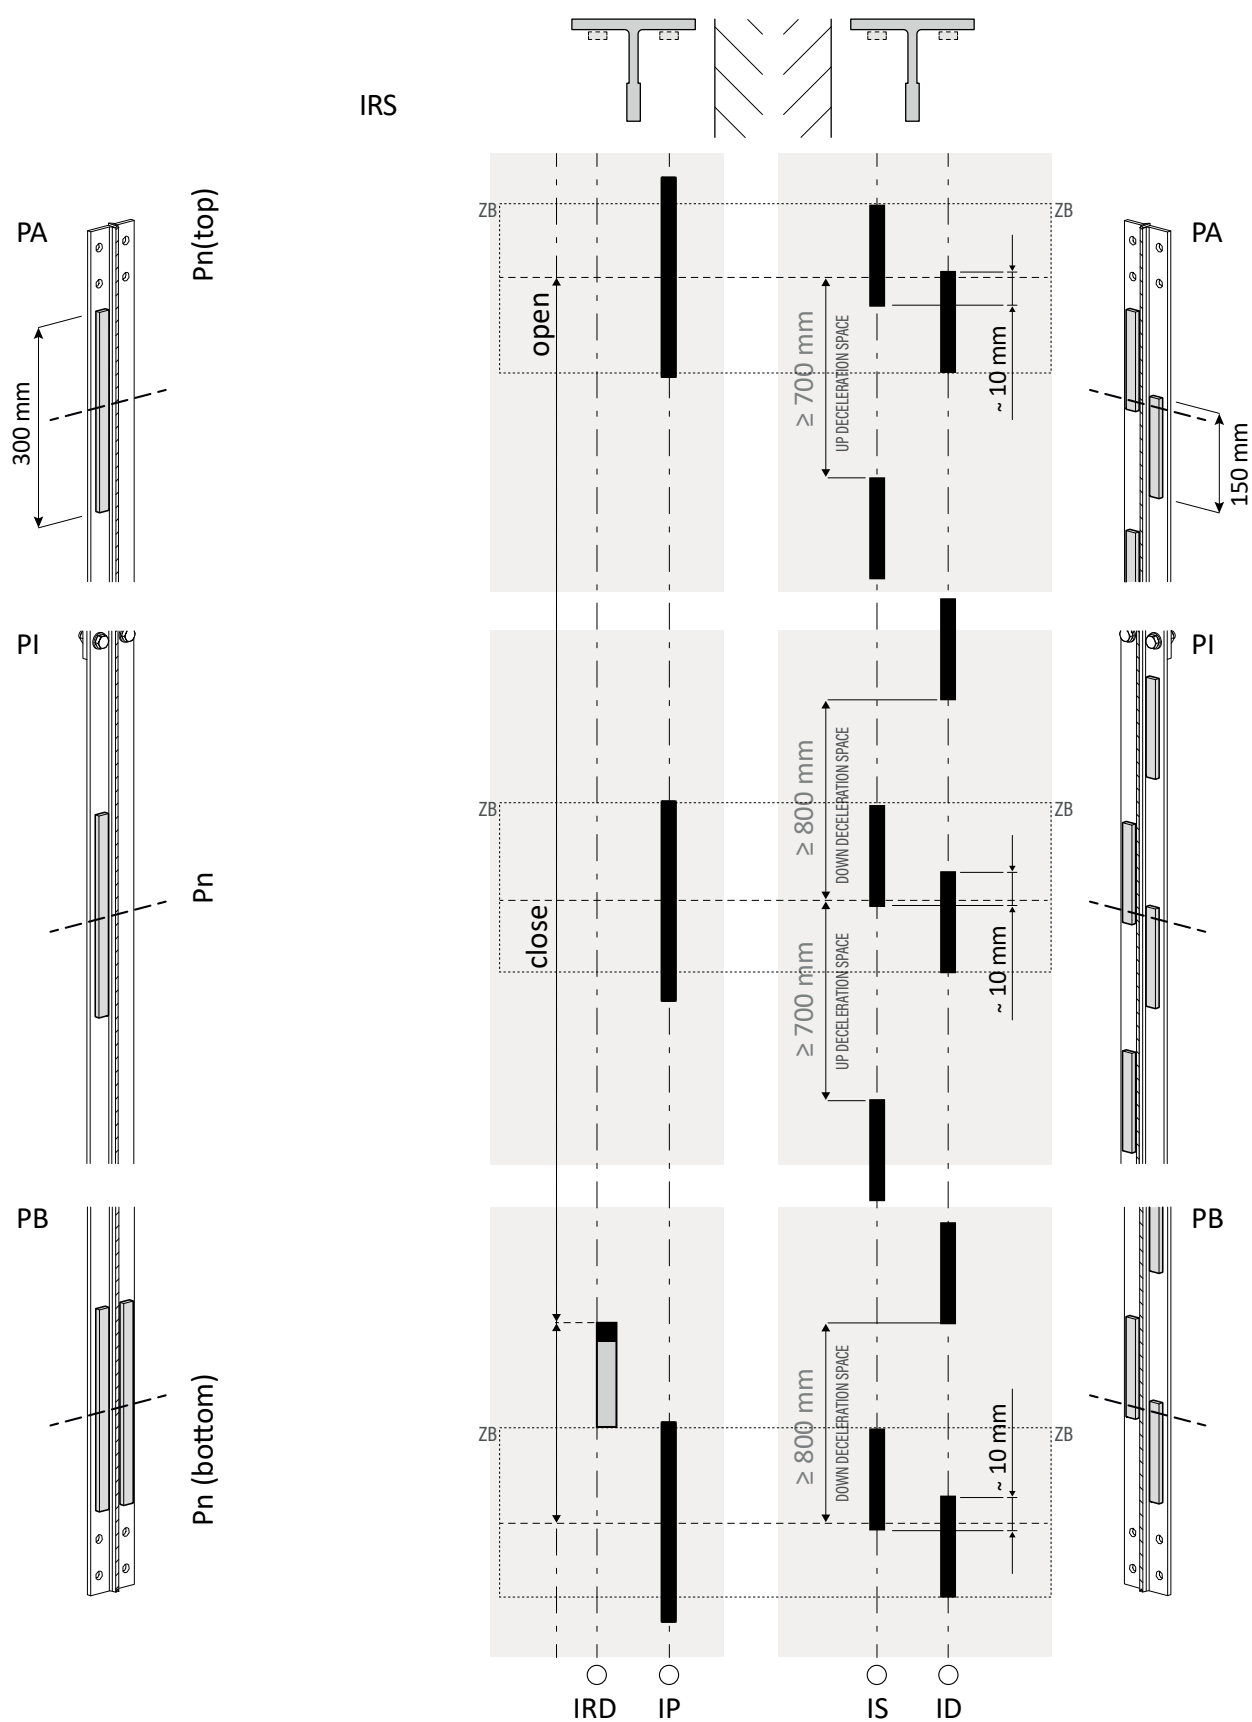 IRS
PA
Pn(top)
300 mm
ZB
ZB
open
≥ 700 mm
UP DECELERATION SPACE
~ 10 mm
PA
150 mm
PI
Pn
ZB
ZB
close
≥ 800 mm
DOWN DECELERATION SPACE
≥ 700 mm
UP DECELERATION SPACE
~ 10 mm
PI
PB
Pn (bottom)
ZB
ZB
≥ 800 mm
DOWN DECELERATION SPACE
~ 10 mm
PB
IRD IP IS ID